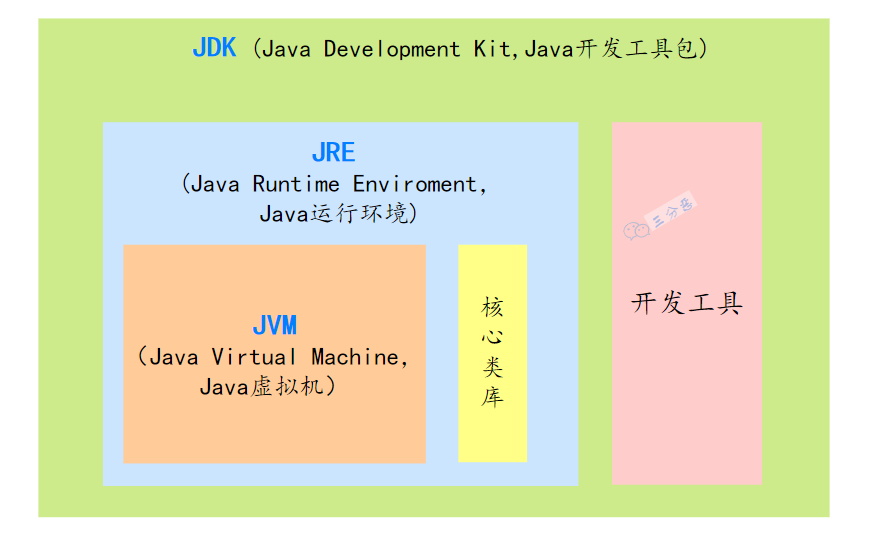 JDK (Java Development Kit,Java开发工具包)
JRE
(Java Runtime Enviroment,
Java运行环境)
JVM
(Java Virtual Machine,
Java虚拟机)
核
心
类
库
三分恶
开发工具